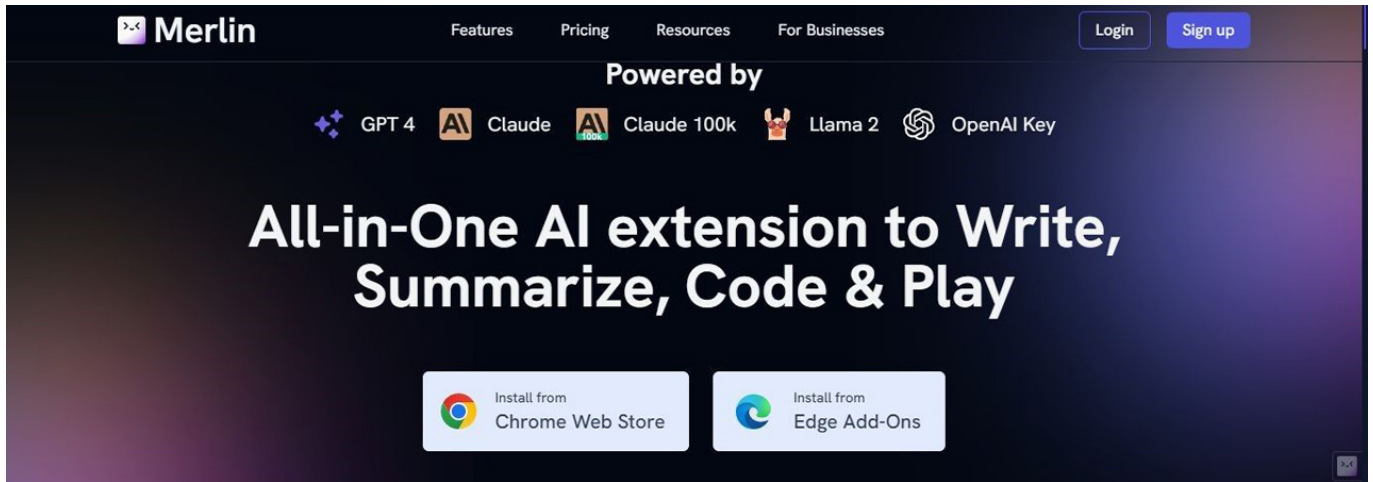 Merlin Features Pricing Resources For Businesses Login Sign up
Powered by
GPT 4 Claude 100k Claude 100k Llama 2 OpenAI Key
All-in-One AI extension to Write,
Summarize, Code & Play
Install from Install from
Chrome Web Store Edge Add-Ons